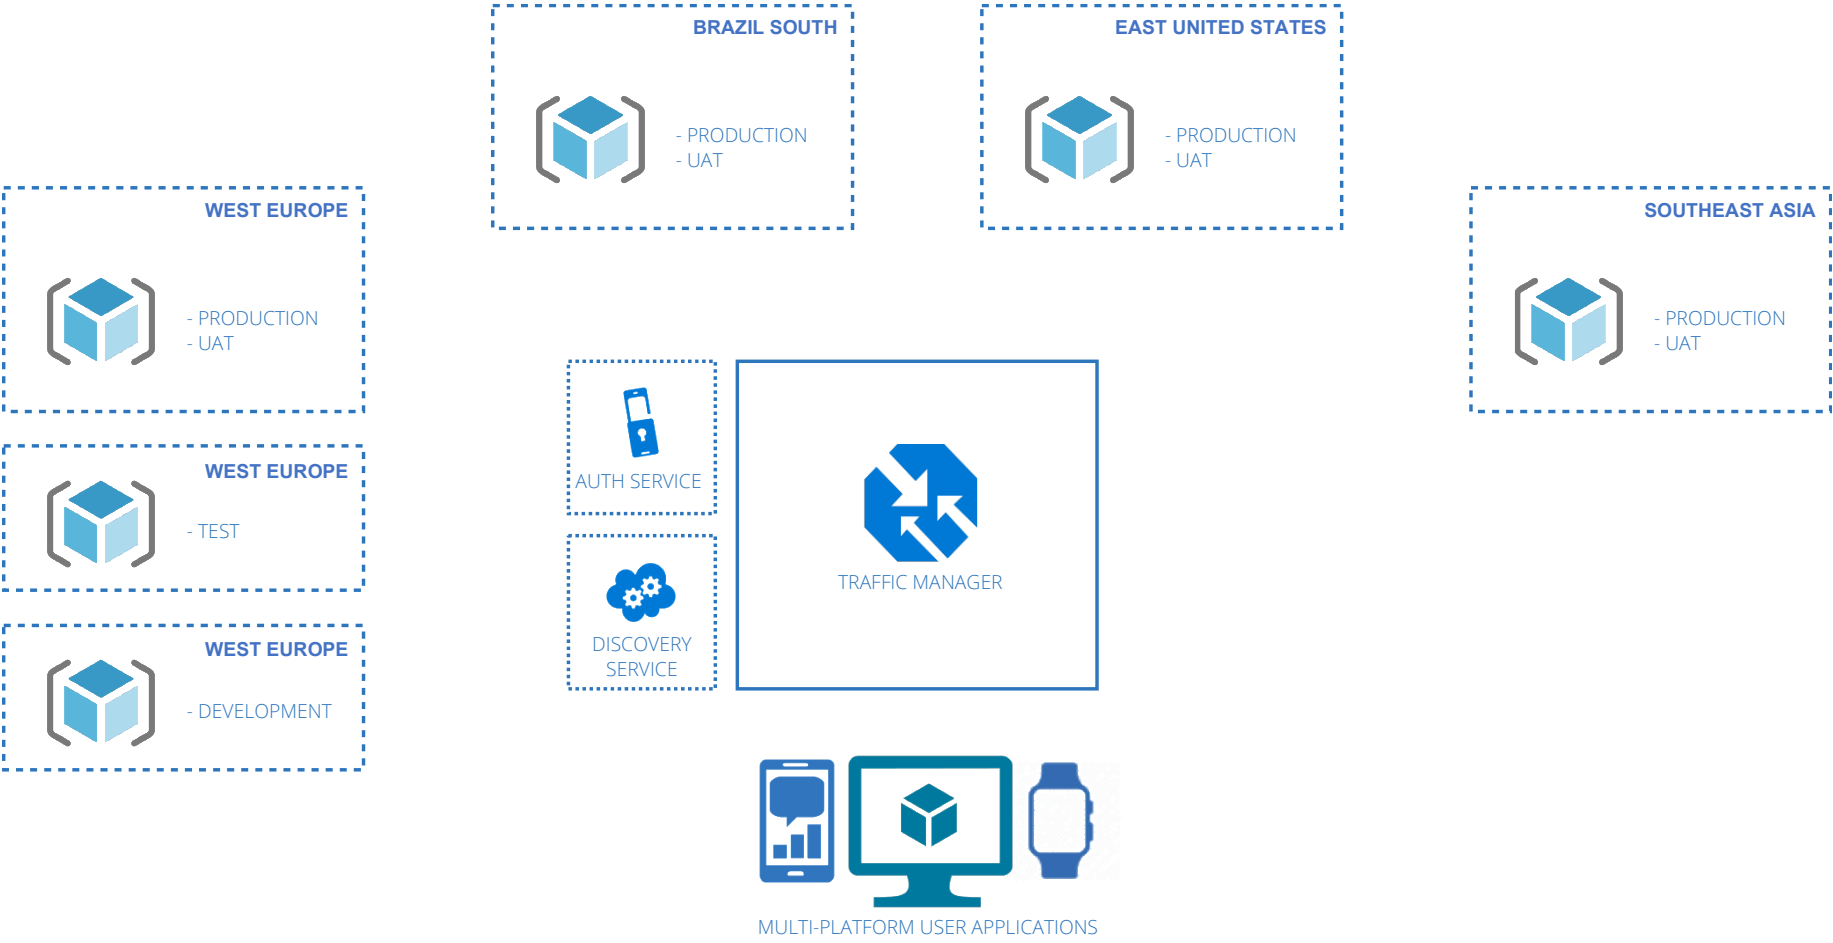 BRAZIL SOUTH
- PRODUCTION
- UAT
EAST UNITED STATES
- PRODUCTION
- UAT
WEST EUROPE
- PRODUCTION
- UAT
SOUTHEAST ASIA
- PRODUCTION
- UAT
WEST EUROPE
- TEST
WEST EUROPE
- DEVELOPMENT
AUTH SERVICE
DISCOVERY
SERVICE
TRAFFIC MANAGER
MULTI-PLATFORM USER APPLICATIONS